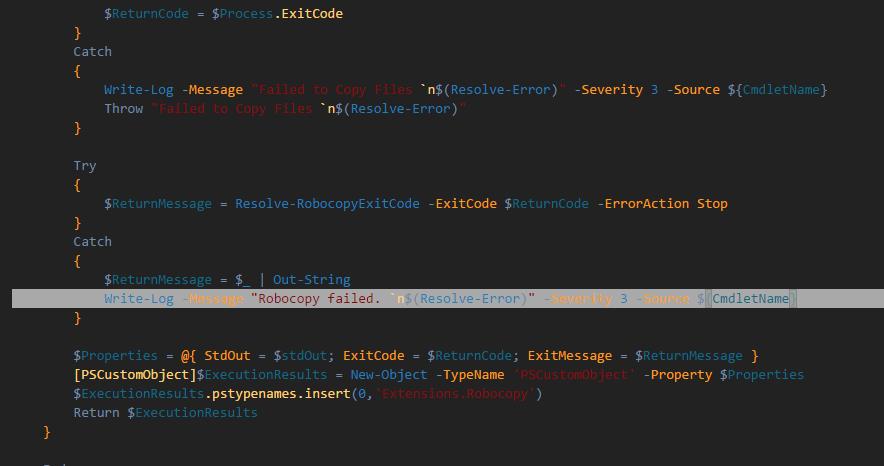 $ReturnCode = $Process.ExitCode
}
Catch
{
Write-Log -Message "Failed to Copy Files `n$(Resolve-Error)" -Severity 3 -Source ${CmdletName}
Throw "Failed to Copy Files `n$(Resolve-Error)"
}
Try
{
$ReturnMessage = Resolve-RobocopyExitCode -ExitCode $ReturnCode -ErrorAction Stop
}
Catch
{
$ReturnMessage = $_ | Out-String
Write-Log -Message "Robocopy failed. `n$(Resolve-Error)" -Severity 3 -Source ${CmdletName}
}
$Properties = @{ StdOut = $stdOut; ExitCode = $ReturnCode; ExitMessage = $ReturnMessage }
[PSCustomObject]$ExecutionResults = New-Object -TypeName 'PSCustomObject' -Property $Properties
$ExecutionResults.pstypenames.insert(0,'Extensions.Robocopy')
Return $ExecutionResults
}